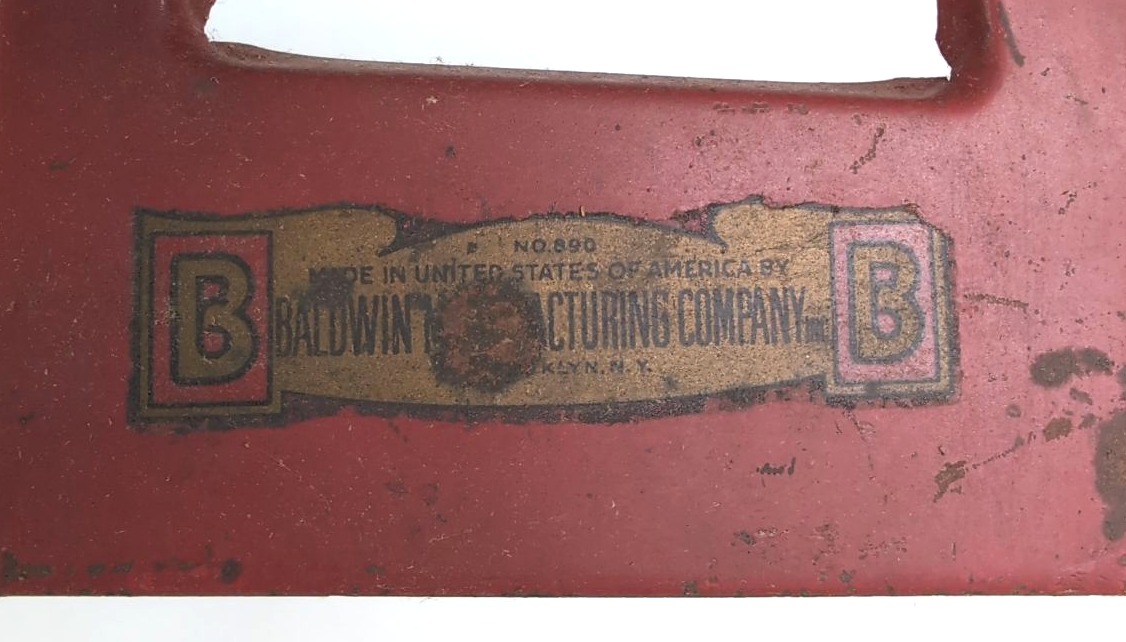 B
NO. 890
MADE IN UNITED STATES OF AMERICA BY
BALDWIN M ACTURING COMPANY INC
KLYN, N. Y.
B